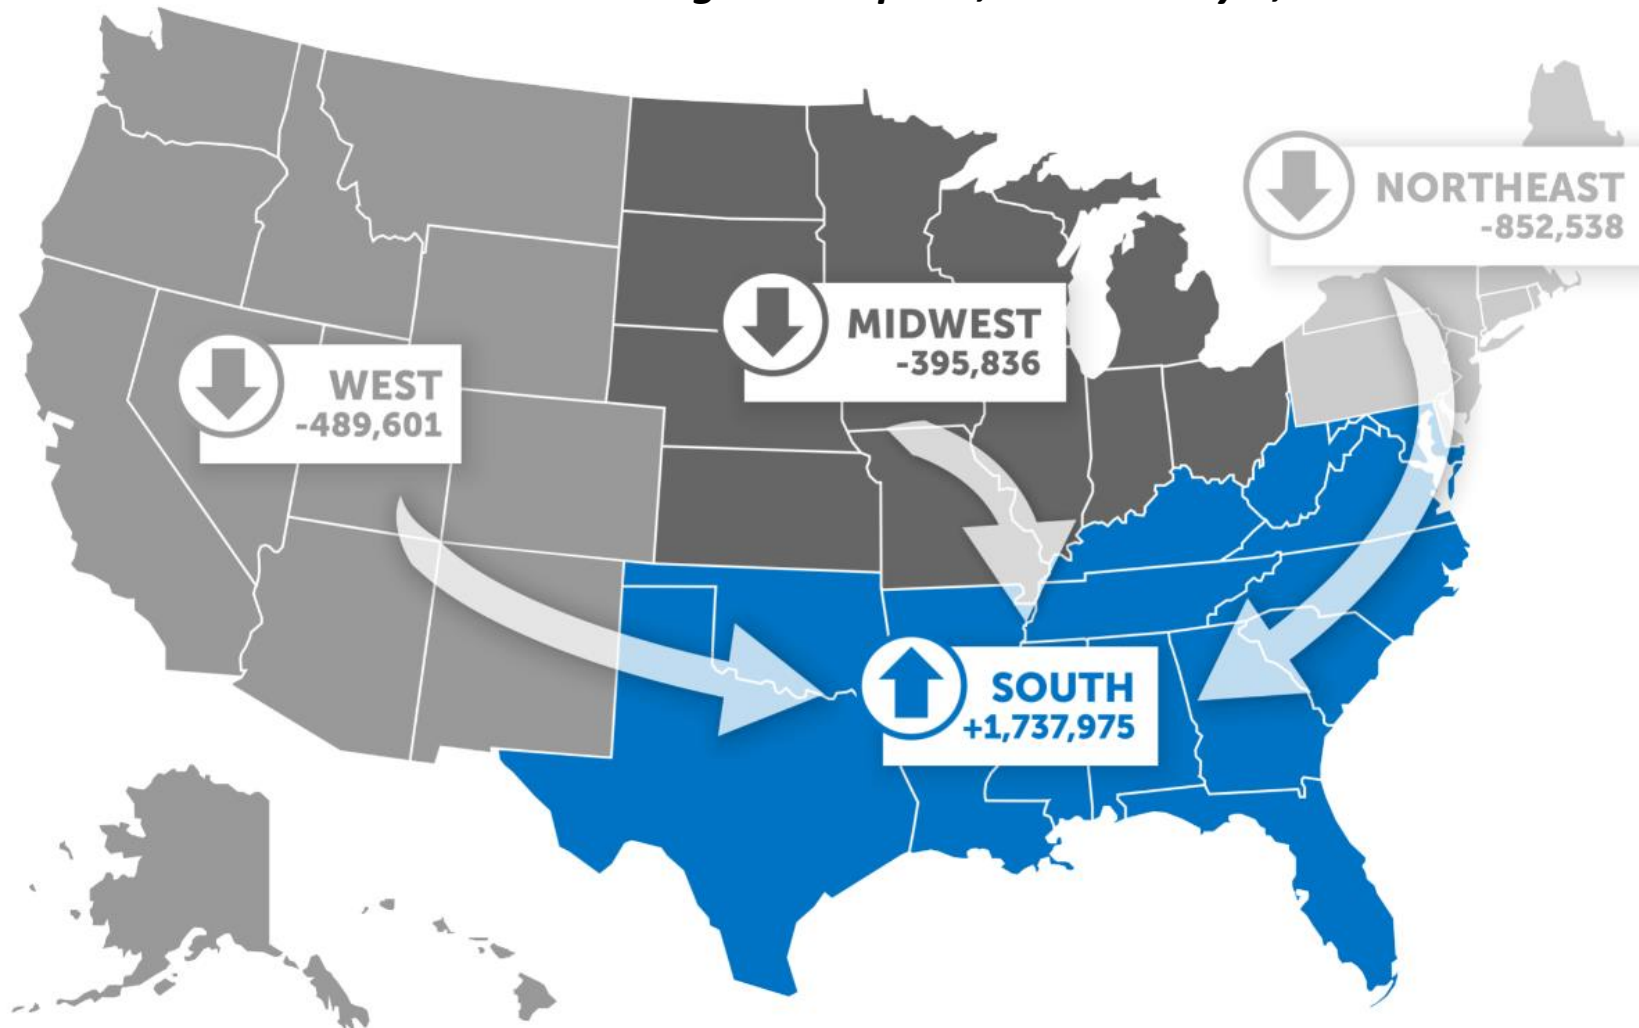 NORTHEAST
-852,538
MIDWEST
-395,836
WEST
-489,601
SOUTH
+1,737,975